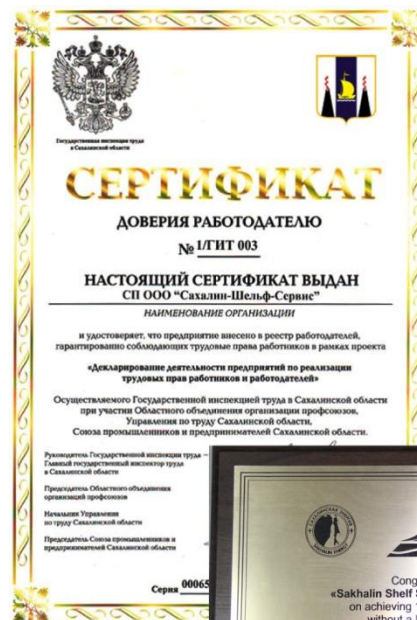 Государственная инспекция труда
в Сахалинской области
СЕРТИФИКАТ
ДОВЕРИЯ РАБОТОДАТЕЛЮ
№ 1/ГИТ 003
НАСТОЯЩИЙ СЕРТИФИКАТ ВЫДАН
СП ООО "Сахалин-Шельф-Сервис"
НАИМЕНОВАНИЕ ОРГАНИЗАЦИИ
и удостоверяет, что предприятие внесено в реестр работодателей,
гарантированно соблюдающих трудовые права работников в рамках проекта
«Декларирование деятельности предприятий по реализации
трудовых прав работников и работодателей»
Осуществляемого Государственной инспекцией труда в Сахалинской области
при участии Областного объединения организации профсоюзов,
Управления по труду Сахалинской области,
Союза промышленников и предпринимателей Сахалинской области.
Руководитель Государственной инспекции труда –
Главный государственный инспектор труда
в Сахалинской области
Председатель Областного объединения
организаций профсоюзов
Начальник Управления
по труду Сахалинской области
Председатель Союза промышленников и
предпринимателей Сахалинской области
Серия 00065
САХАЛИНСКАЯ ЭНЕРГИЯ
SAKHALIN ENERGY
Cong
«Sakhalin Shelf S
on achieving
without a